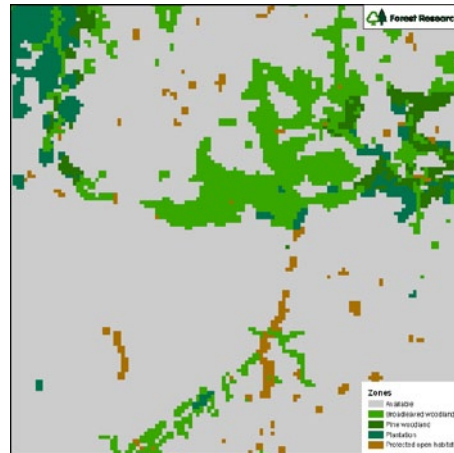 Forest Research
Zones
Available
Broadleaved woodland
Pine woodland
Plantation
Protected open habitat